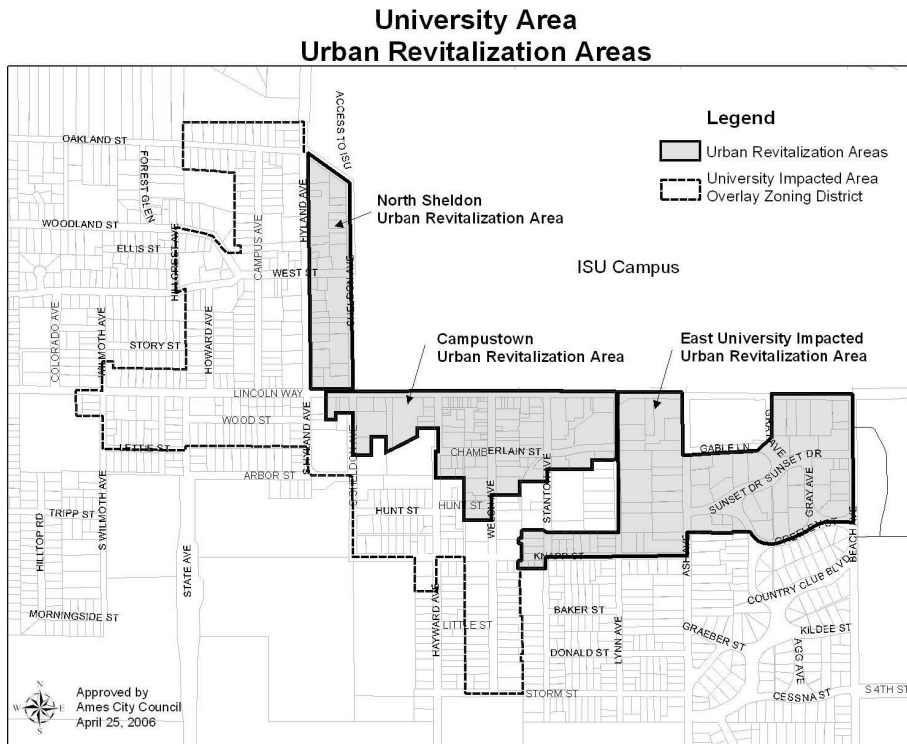 University Area
Urban Revitalization Areas
ACCESS TO ISU
Legend
Urban Revitalization Areas
University Impacted Area
Overlay Zoning District
OAKLAND ST
FOREST GLEN
HYLAND AVE
North Sheldon
Urban Revitalization Area
WOODLAND ST
ELLIS ST
HILLCREST AVE
CAMPUS AVE
WEST ST
SHELDON AVE
ISU Campus
COLORADO AVE
WILMOTH AVE
STORY ST
HOWARD AVE
Campustown
Urban Revitalization Area
East University Impacted
Urban Revitalization Area
LINCOLN WAY
WOOD ST
LETTIE ST
S HYLAND AVE
S SHELDON AVE
ARBOR ST
CHAMBERLAIN ST
GABLE LN
SUNSET DR
SUNSET DR
GRAY AVE
HUNT ST
HUNT ST
WELCH AVE
STANTON AVE
TRIPP ST
HILLTOP RD
S WILMOTH AVE
STATE AVE
KNAPP ST
ASH AVE
BEACH AVE
COUNTRY CLUB BLVD
MORNINGSIDE ST
HAYWARD AVE
LITTLE ST
BAKER ST
LYNN AVE
GRAEBER ST
KILDEE ST
DONALD ST
AGG AVE
STORM ST
CESSNA ST
S 4TH ST
N
W
E
S
Approved by
Ames City Council
April 25, 2006